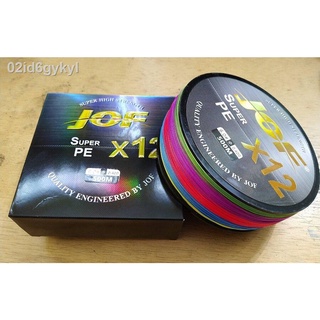 02id6gykyl
SUPER HIGH STRENGTH
JOF
SUPER
PE X12
500M
QUALITY ENGINEERED BY JOF
JOF
SUPER
PE X12
500M
QUALITY ENGINEERED BY JOF